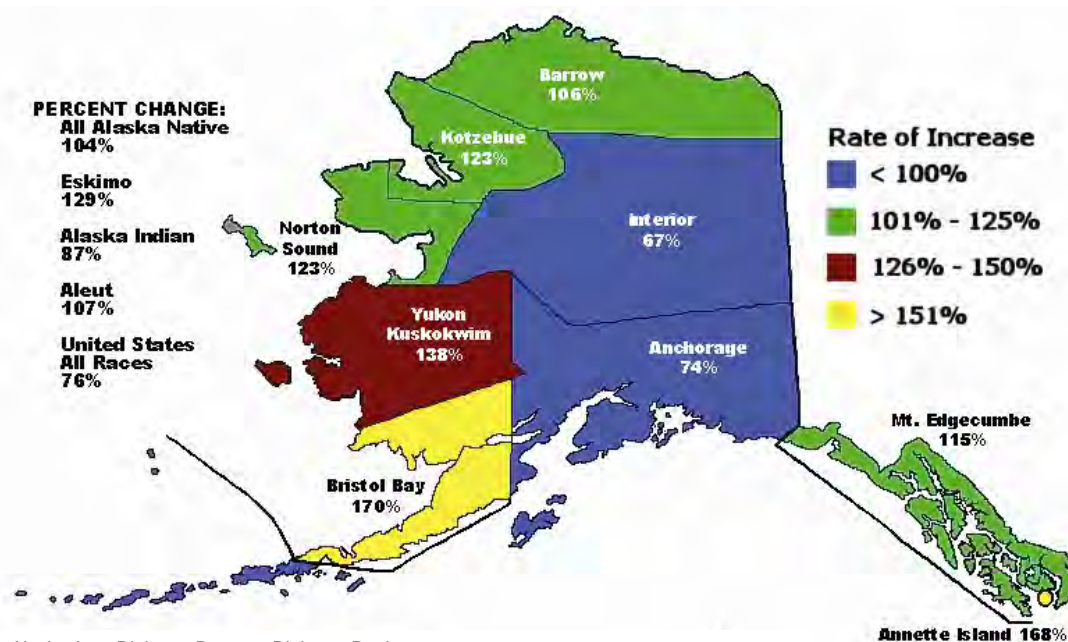 PERCENT CHANGE:
All Alaska Native
104%
Eskimo
129%
Alaska Indian
87%
Aleut
107%
United States
All Races
76%
Barrow
106%
Kotzebue
123%
Norton
Sound
123%
Interior
67%
Yukon
Kuskokwim
138%
Anchorage
74%
Bristol Bay
170%
Rate of Increase
< 100%
101% - 125%
126% - 150%
> 151%
Mt. Edgecumbe
115%
Annette Island 168%